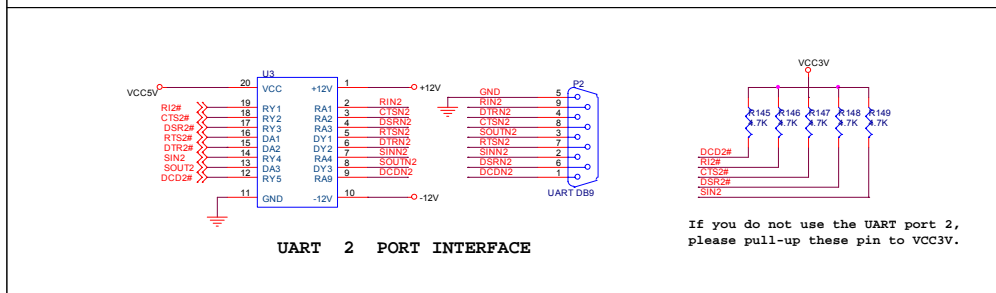 U3
VCC5V
20 VCC +12V 1 +12V
RI2# 19 RY1 RA1 2 RIN2
CTS2# 18 RY2 RA2 3 CTSN2
DSR2# 17 RY3 RA3 4 DSRN2
RTS2# 16 DA1 DY1 5 RTSN2
DTR2# 15 DA2 DY2 6 DTRN2
SIN2 14 RY4 RA4 7 SINN2
SOUT2 13 DA3 DY3 8 SOUTN2
DCD2# 12 RY5 RA9 9 DCDN2
11 GND -12V 10 -12V
P2
GND 5
RIN2 9
DTRN2 4
CTSN2 8
SOUTN2 3
RTSN2 7
SINN2 2
DSRN2 6
DCDN2 1
UART DB9
VCC3V
R145 R146 R147 R148 R149
4.7K 4.7K 4.7K 4.7K 4.7K
DCD2#
RI2#
CTS2#
DSR2#
SIN2
If you do not use the UART port 2,
please pull-up these pin to VCC3V.
UART 2 PORT INTERFACE